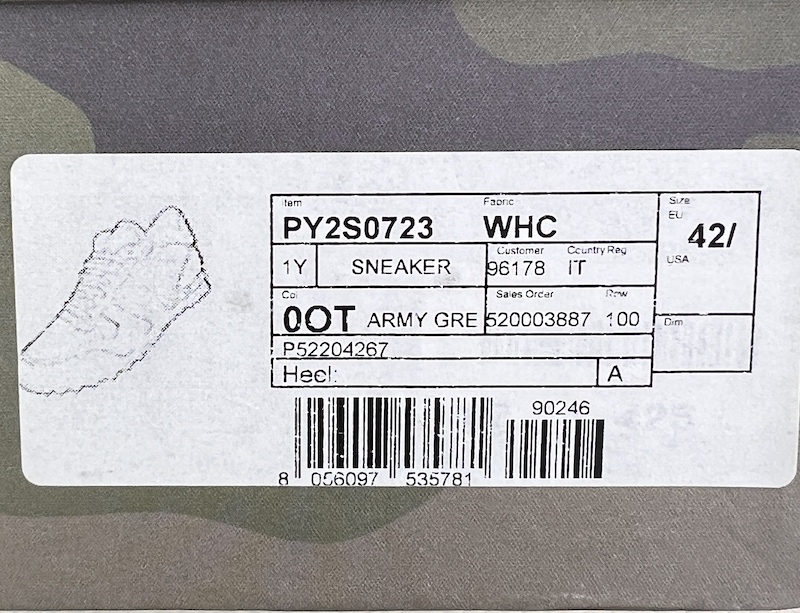 Item Fabric Size
PY2S0723 WHC EU 42/
Customer Country Reg
1Y SNEAKER 96178 IT USA
Col Sales Order Row
0OT ARMY GRE 520003887 100 Dim
P52204267
Heel: A
90246
8 056097 535781